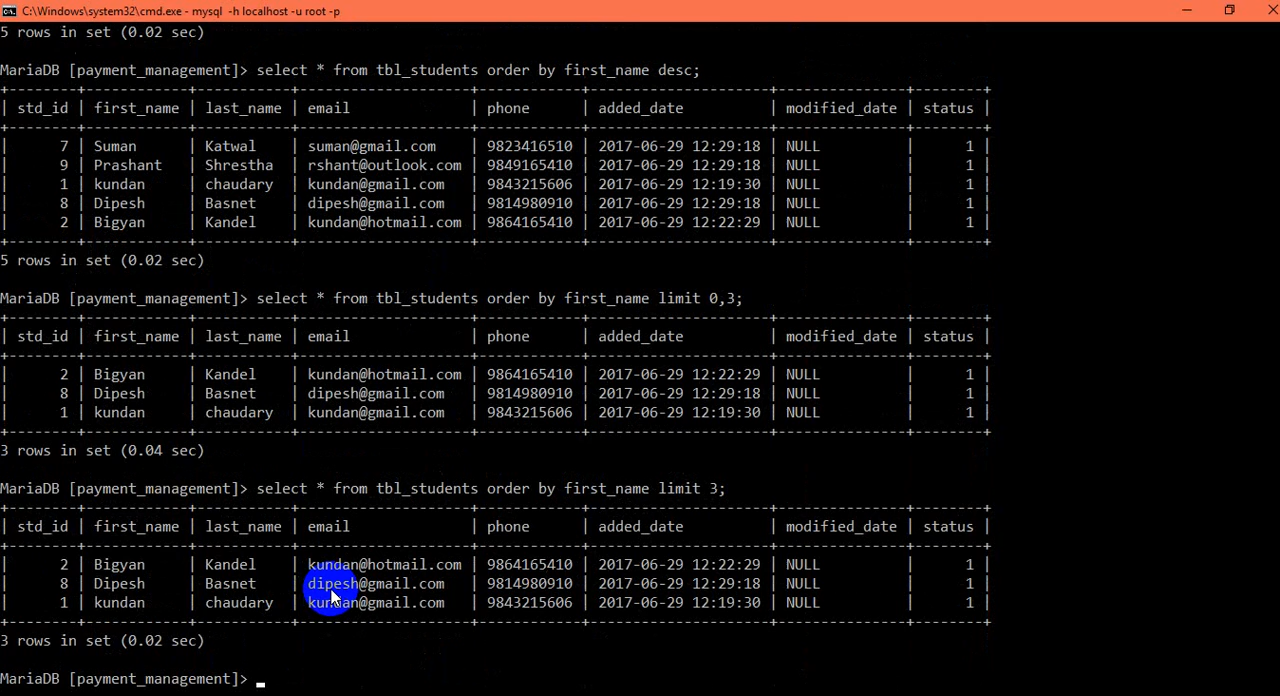 C:\Windows\system32\cmd.exe - mysql  -h localhost -u root -p
5 rows in set (0.02 sec)
MariaDB [payment_management]> select * from tbl_students order by first_name desc;
+--------+------------+-----------+--------------------+------------+---------------------+---------------+--------+
| std_id | first_name | last_name | email              | phone      | added_date          | modified_date | status |
+--------+------------+-----------+--------------------+------------+---------------------+---------------+--------+
|      7 | Suman      | Katwal    | suman@gmail.com    | 9823416510 | 2017-06-29 12:29:18 | NULL          |      1 |
|      9 | Prashant   | Shrestha  | rshant@outlook.com | 9849165410 | 2017-06-29 12:29:18 | NULL          |      1 |
|      1 | kundan     | chaudary  | kundan@gmail.com   | 9843215606 | 2017-06-29 12:19:30 | NULL          |      1 |
|      8 | Dipesh     | Basnet    | dipesh@gmail.com   | 9814980910 | 2017-06-29 12:29:18 | NULL          |      1 |
|      2 | Bigyan     | Kandel    | kundan@hotmail.com | 9864165410 | 2017-06-29 12:22:29 | NULL          |      1 |
+--------+------------+-----------+--------------------+------------+---------------------+---------------+--------+
5 rows in set (0.02 sec)
MariaDB [payment_management]> select * from tbl_students order by first_name limit 0,3;
+--------+------------+-----------+--------------------+------------+---------------------+---------------+--------+
| std_id | first_name | last_name | email              | phone      | added_date          | modified_date | status |
+--------+------------+-----------+--------------------+------------+---------------------+---------------+--------+
|      2 | Bigyan     | Kandel    | kundan@hotmail.com | 9864165410 | 2017-06-29 12:22:29 | NULL          |      1 |
|      8 | Dipesh     | Basnet    | dipesh@gmail.com   | 9814980910 | 2017-06-29 12:29:18 | NULL          |      1 |
|      1 | kundan     | chaudary  | kundan@gmail.com   | 9843215606 | 2017-06-29 12:19:30 | NULL          |      1 |
+--------+------------+-----------+--------------------+------------+---------------------+---------------+--------+
3 rows in set (0.04 sec)
MariaDB [payment_management]> select * from tbl_students order by first_name limit 3;
+--------+------------+-----------+--------------------+------------+---------------------+---------------+--------+
| std_id | first_name | last_name | email              | phone      | added_date          | modified_date | status |
+--------+------------+-----------+--------------------+------------+---------------------+---------------+--------+
|      2 | Bigyan     | Kandel    | kundan@hotmail.com | 9864165410 | 2017-06-29 12:22:29 | NULL          |      1 |
|      8 | Dipesh     | Basnet    | dipesh@gmail.com   | 9814980910 | 2017-06-29 12:29:18 | NULL          |      1 |
|      1 | kundan     | chaudary  | kundan@gmail.com   | 9843215606 | 2017-06-29 12:19:30 | NULL          |      1 |
+--------+------------+-----------+--------------------+------------+---------------------+---------------+--------+
3 rows in set (0.02 sec)
MariaDB [payment_management]>